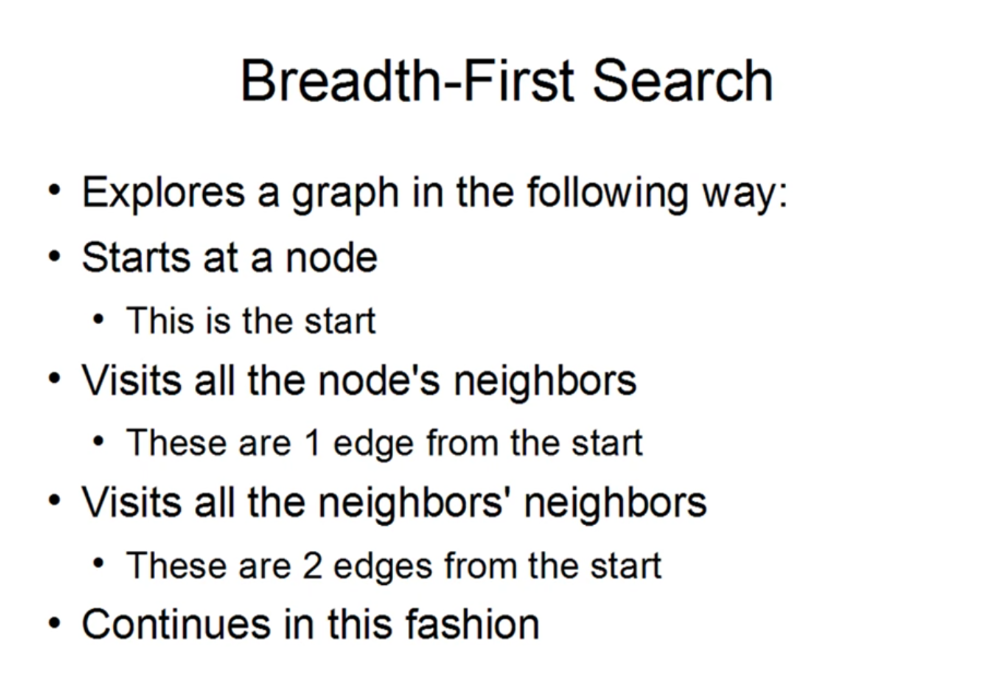 Breadth-First Search
• Explores a graph in the following way:
• Starts at a node
• This is the start
• Visits all the node's neighbors
• These are 1 edge from the start
• Visits all the neighbors' neighbors
• These are 2 edges from the start
• Continues in this fashion